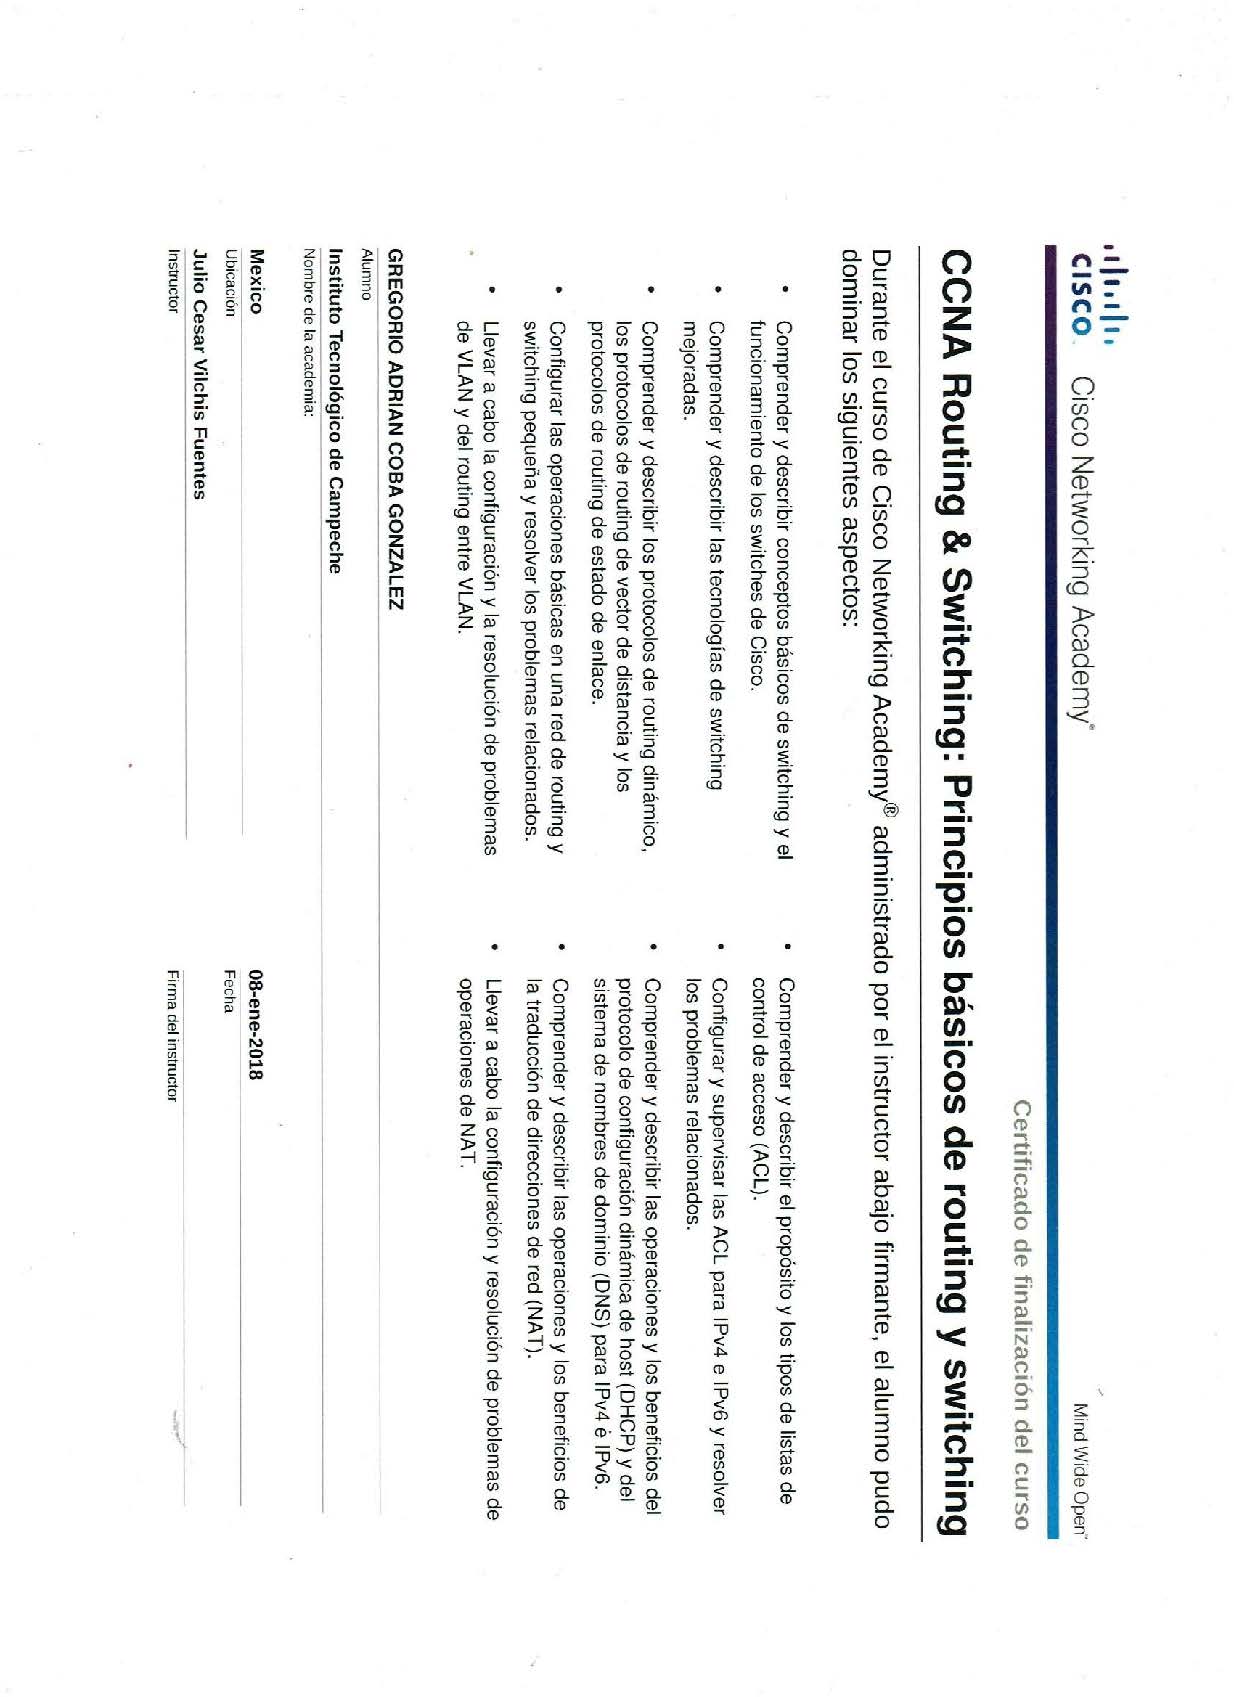 CISCO Cisco Networking Academy® Mind Wide Open™
Certificado de finalización del curso
CCNA Routing & Switching: Principios básicos de routing y switching
Durante el curso de Cisco Networking Academy® administrado por el instructor abajo firmante, el alumno pudo
dominar los siguientes aspectos:
• Comprender y describir conceptos básicos de switching y el
funcionamiento de los switches de Cisco.
• Comprender y describir las tecnologías de switching
mejoradas.
• Comprender y describir los protocolos de routing dinámico,
los protocolos de routing de vector de distancia y los
protocolos de routing de estado de enlace.
• Configurar las operaciones básicas en una red de routing y
switching pequeña y resolver los problemas relacionados.
• Llevar a cabo la configuración y la resolución de problemas
de VLAN y del routing entre VLAN.
• Comprender y describir el propósito y los tipos de listas de
control de acceso (ACL).
• Configurar y supervisar las ACL para IPv4 e IPv6 y resolver
los problemas relacionados.
• Comprender y describir las operaciones y los beneficios del
protocolo de configuración dinámica de host (DHCP) y del
sistema de nombres de dominio (DNS) para IPv4 e IPv6.
• Comprender y describir las operaciones y los beneficios de
la traducción de direcciones de red (NAT).
• Llevar a cabo la configuración y resolución de problemas de
operaciones de NAT.
GREGORIO ADRIAN COBA GONZALEZ
Alumno
Instituto Tecnológico de Campeche
Nombre de la academia:
Mexico
Ubicación
08-ene-2018
Fecha
Julio Cesar Vilchis Fuentes
Instructor
Firma del instructor